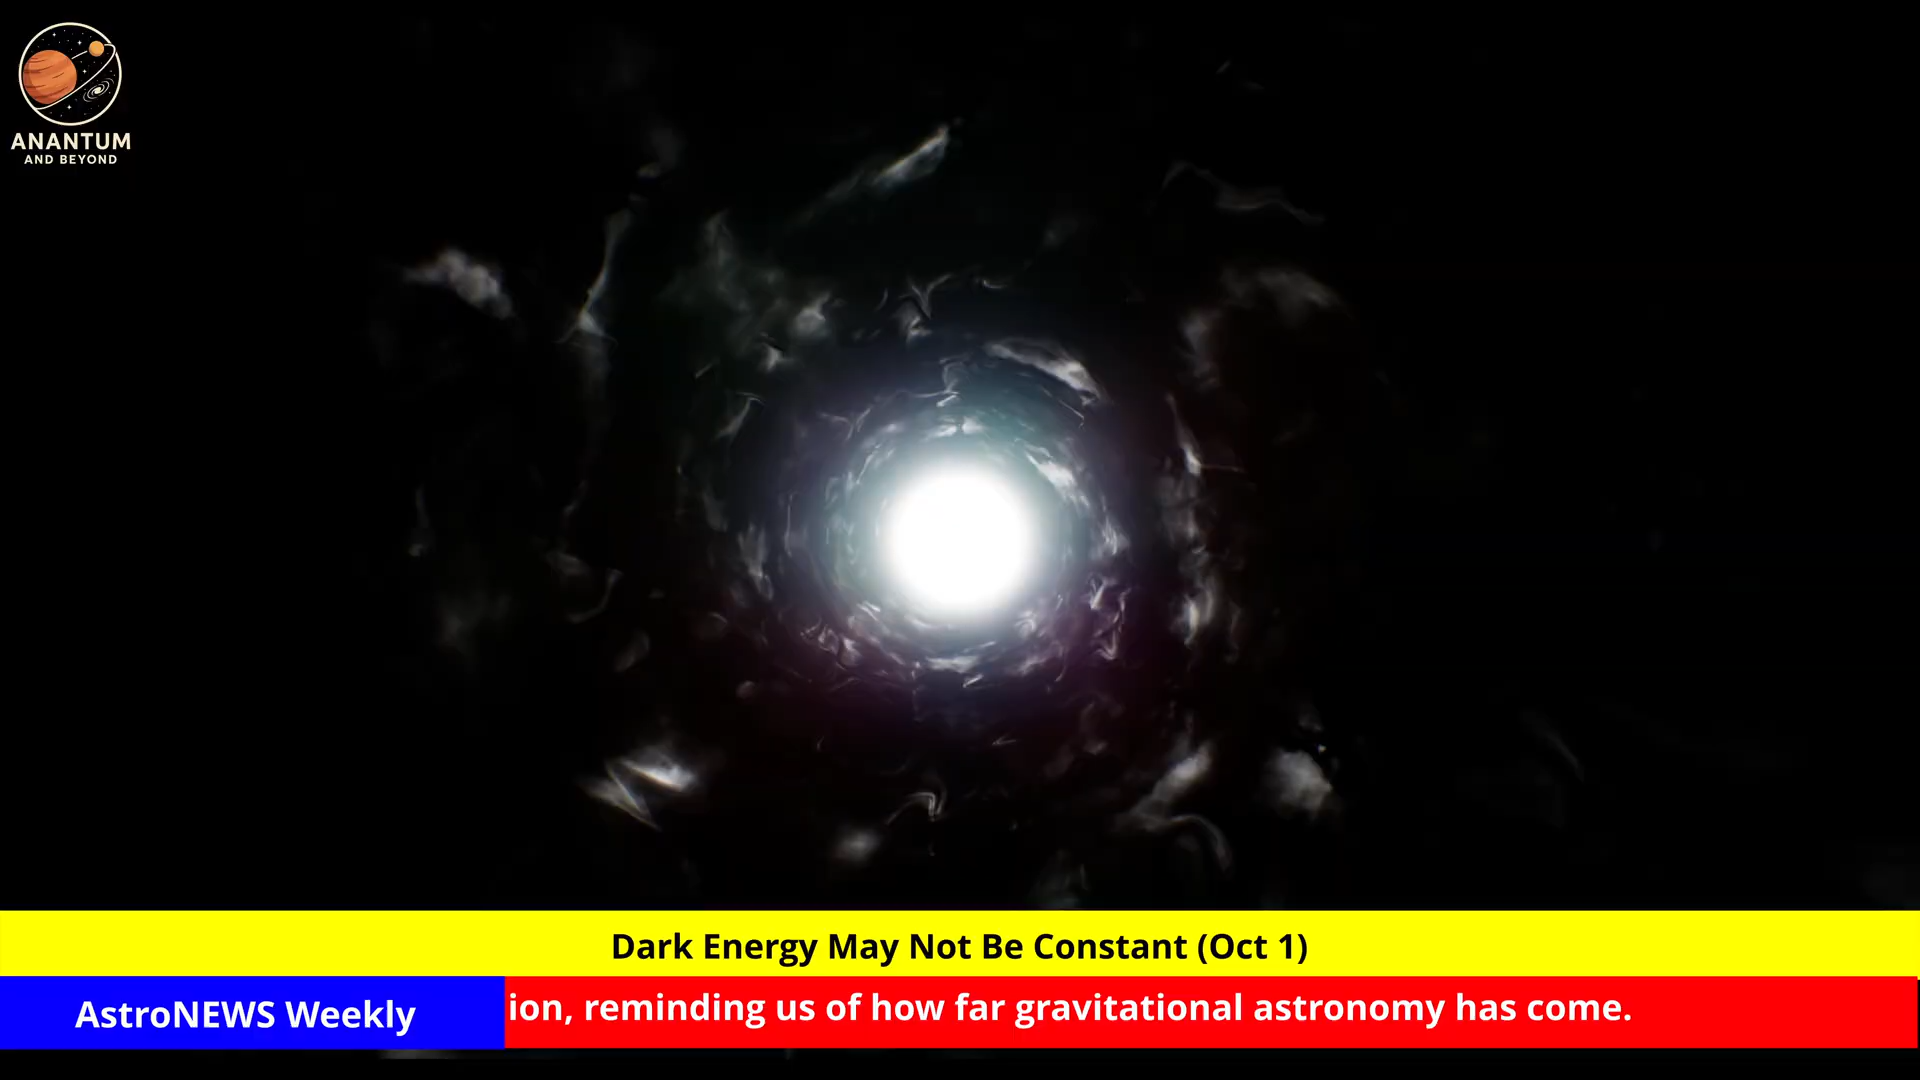 ANANTUM
AND BEYOND
Dark Energy May Not Be Constant (Oct 1)
AstroNEWS Weekly
ion, reminding us of how far gravitational astronomy has come.